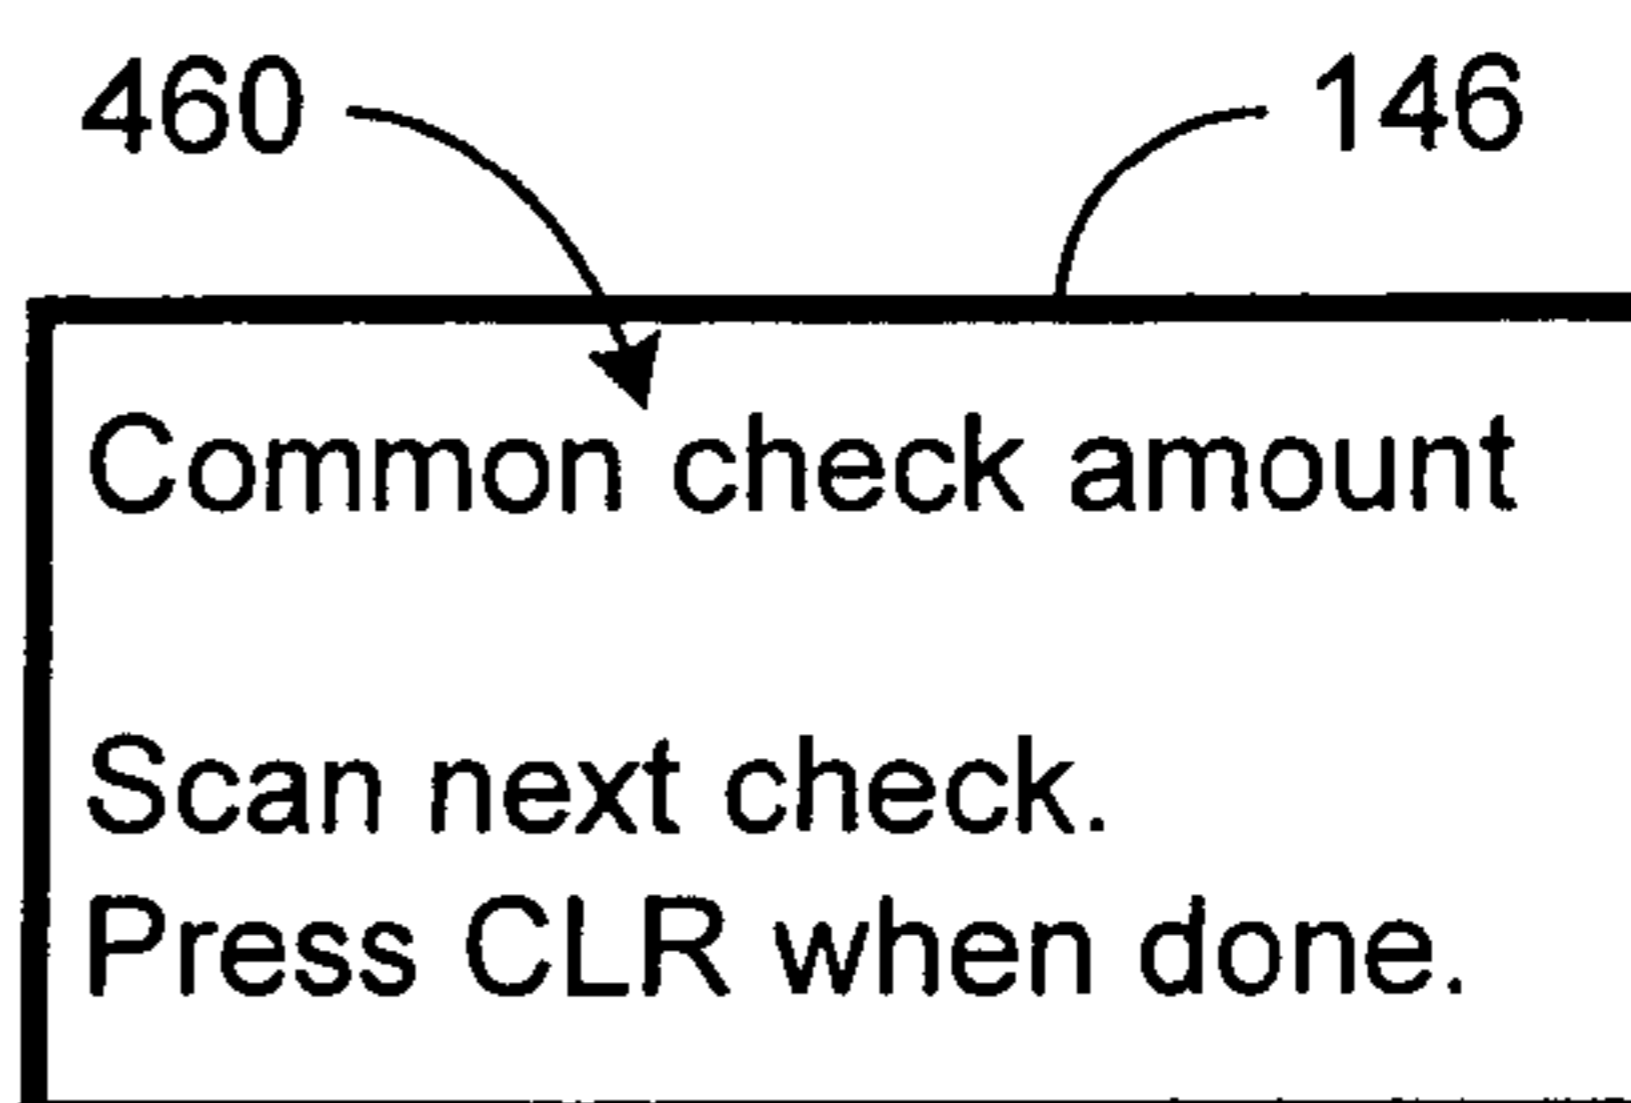 460 146
Common check amount
Scan next check.
Press CLR when done.